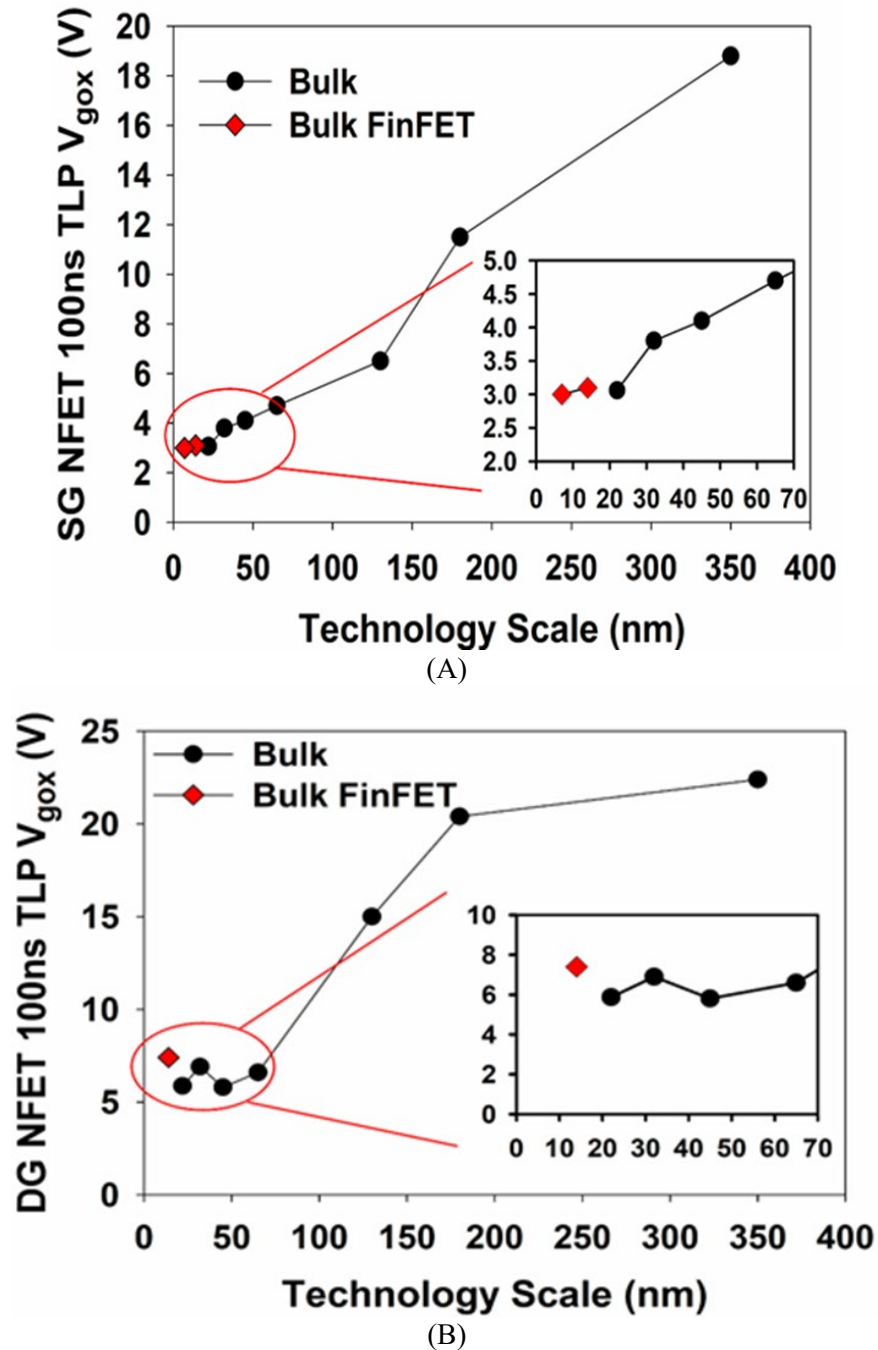 SG NFET 100ns TLP Vgox (V)
20
18
16
14
12
10
8
6
4
2
0
Bulk
Bulk FinFET
5.0
4.5
4.0
3.5
3.0
2.5
2.0
0 10 20 30 40 50 60 70
0 50 100 150 200 250 300 350 400
Technology Scale (nm)
(A)
DG NFET 100ns TLP Vgox (V)
25
20
15
10
5
0
Bulk
Bulk FinFET
10
8
6
4
2
0
0 10 20 30 40 50 60 70
0 50 100 150 200 250 300 350 400
Technology Scale (nm)
(B)